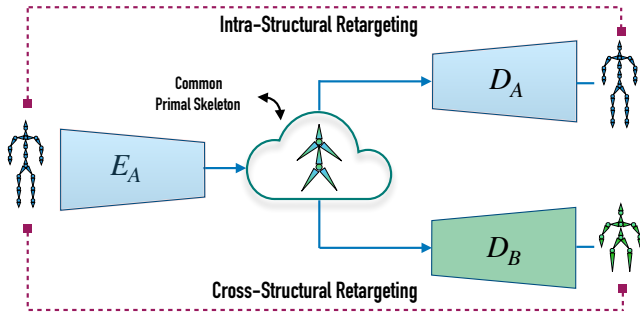 Intra-Structural Retargeting
Common
Primal Skeleton
D_A
E_A
D_B
Cross-Structural Retargeting